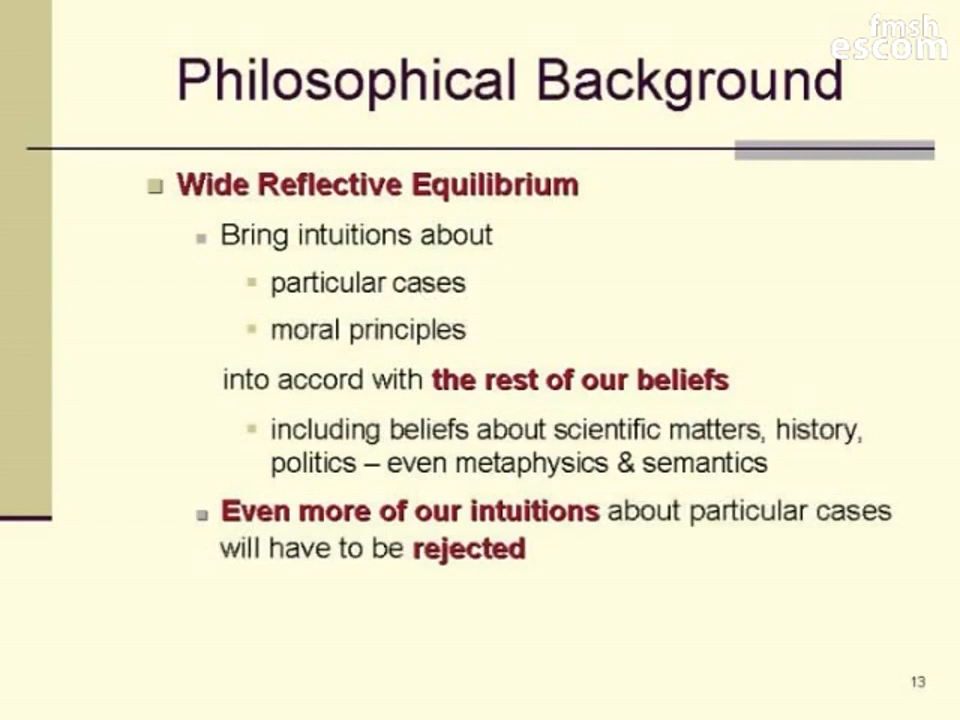 fmsh
escom
Philosophical Background
Wide Reflective Equilibrium
Bring intuitions about
particular cases
moral principles
into accord with the rest of our beliefs
including beliefs about scientific matters, history,
politics – even metaphysics & semantics
Even more of our intuitions about particular cases
will have to be rejected
13